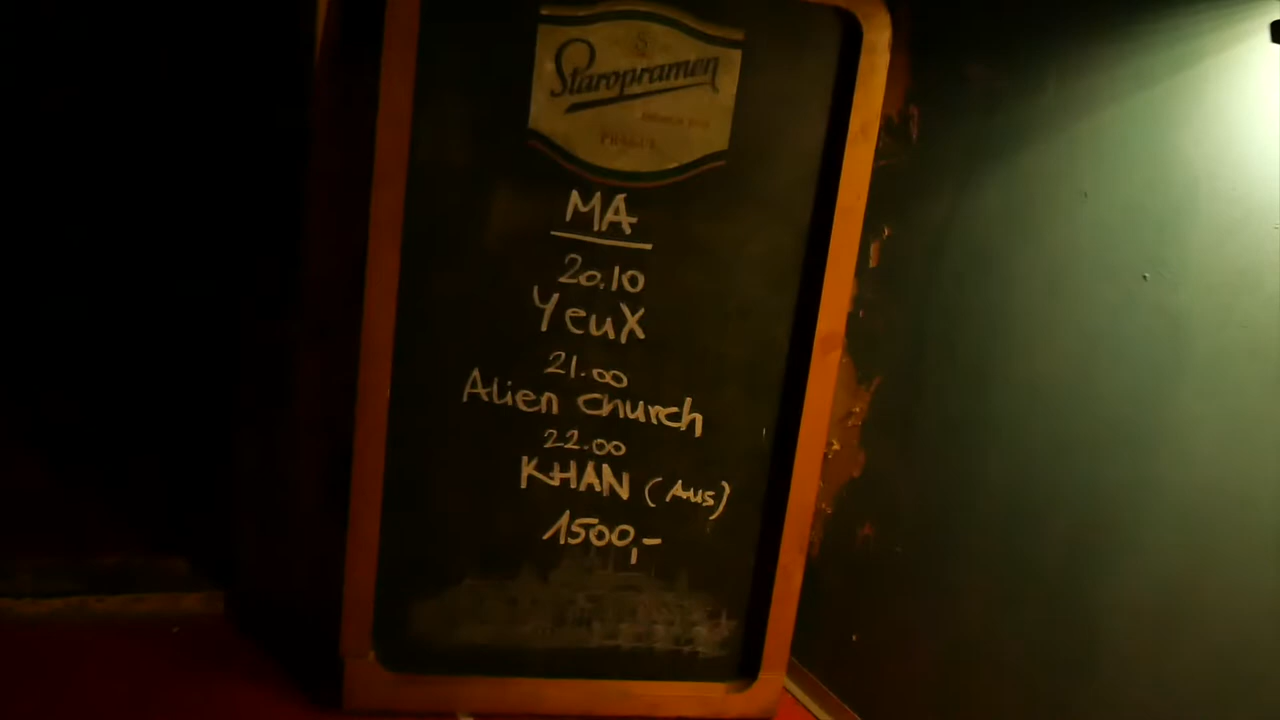 Staropramen
PRAGUE
MA
20.10
Yeux
21.00
Alien Church
22.00
KHAN (Aus)
1500,-